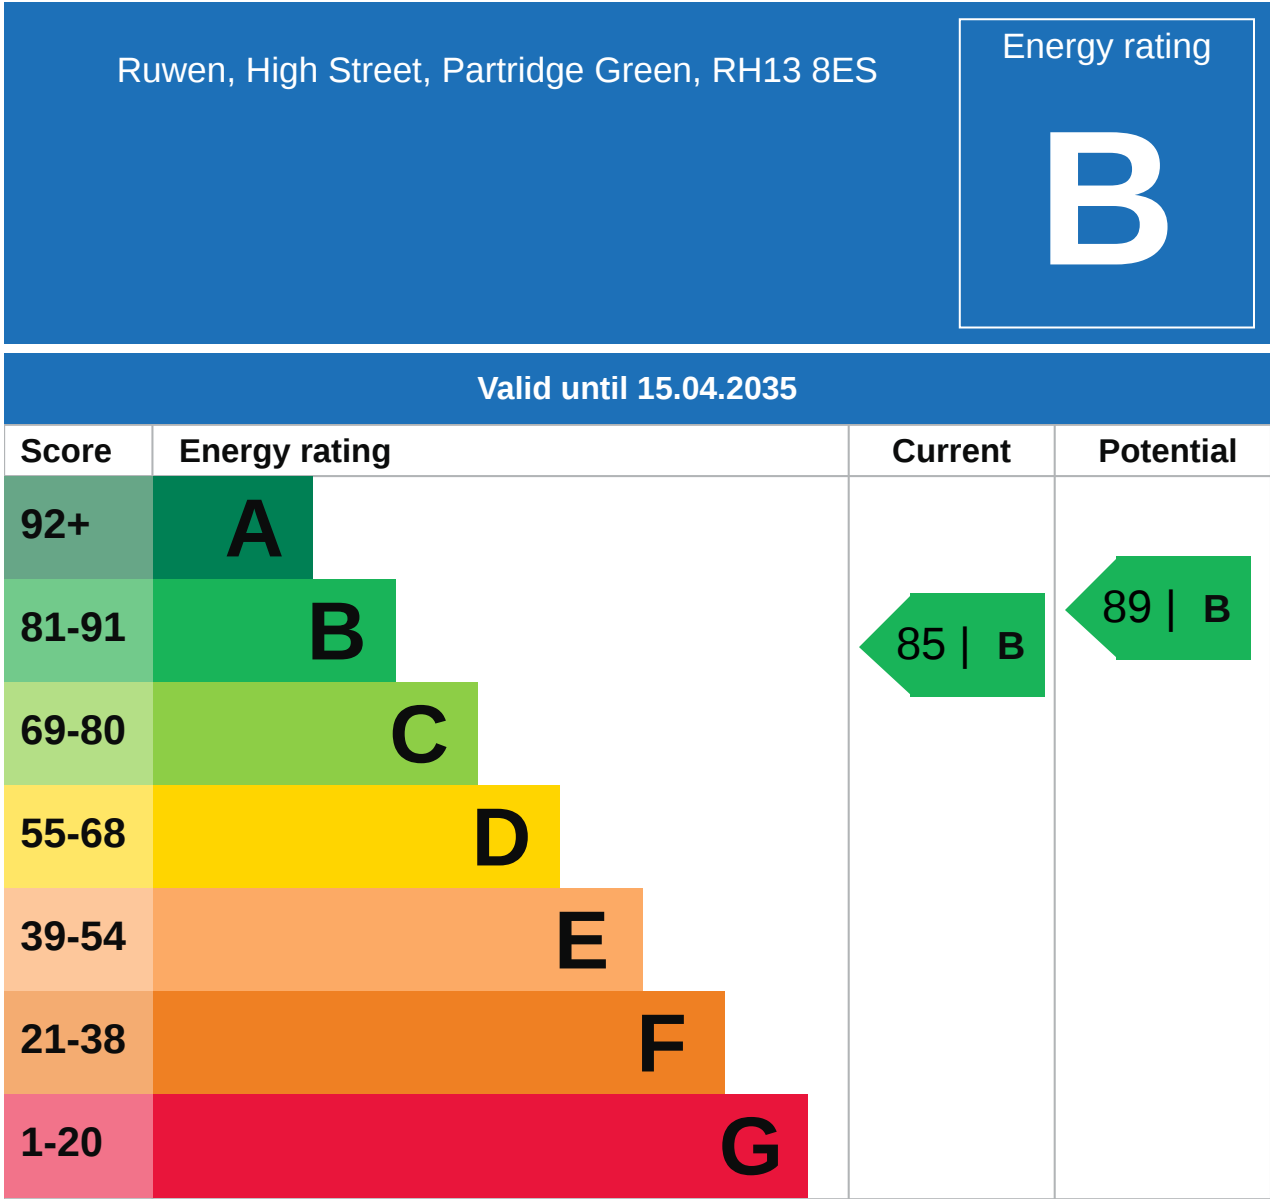 Ruwen, High Street, Partridge Green, RH13 8ES
Energy rating
B
Valid until 15.04.2035
Score Energy rating Current Potential
92+ A
81-91 B
85 | B
89 | B
69-80 C
55-68 D
39-54 E
21-38 F
1-20 G